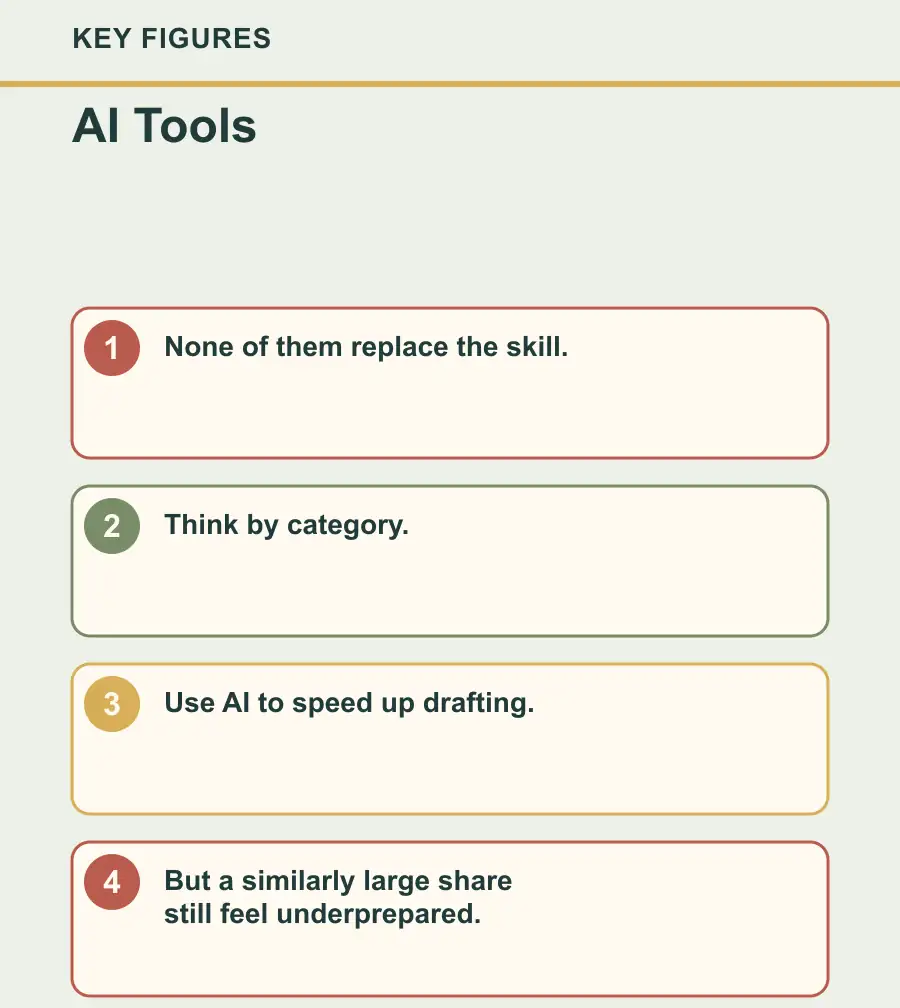 KEY FIGURES
AI Tools
1
None of them replace the skill.
2
Think by category.
3
Use AI to speed up drafting.
4
But a similarly large share
still feel underprepared.